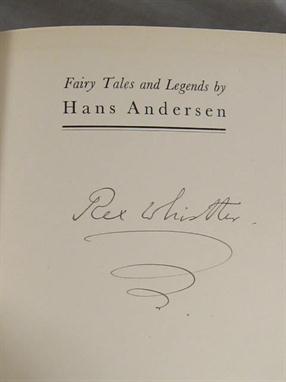 Fairy Tales and Legends by
Hans Andersen
Rex Whistler.